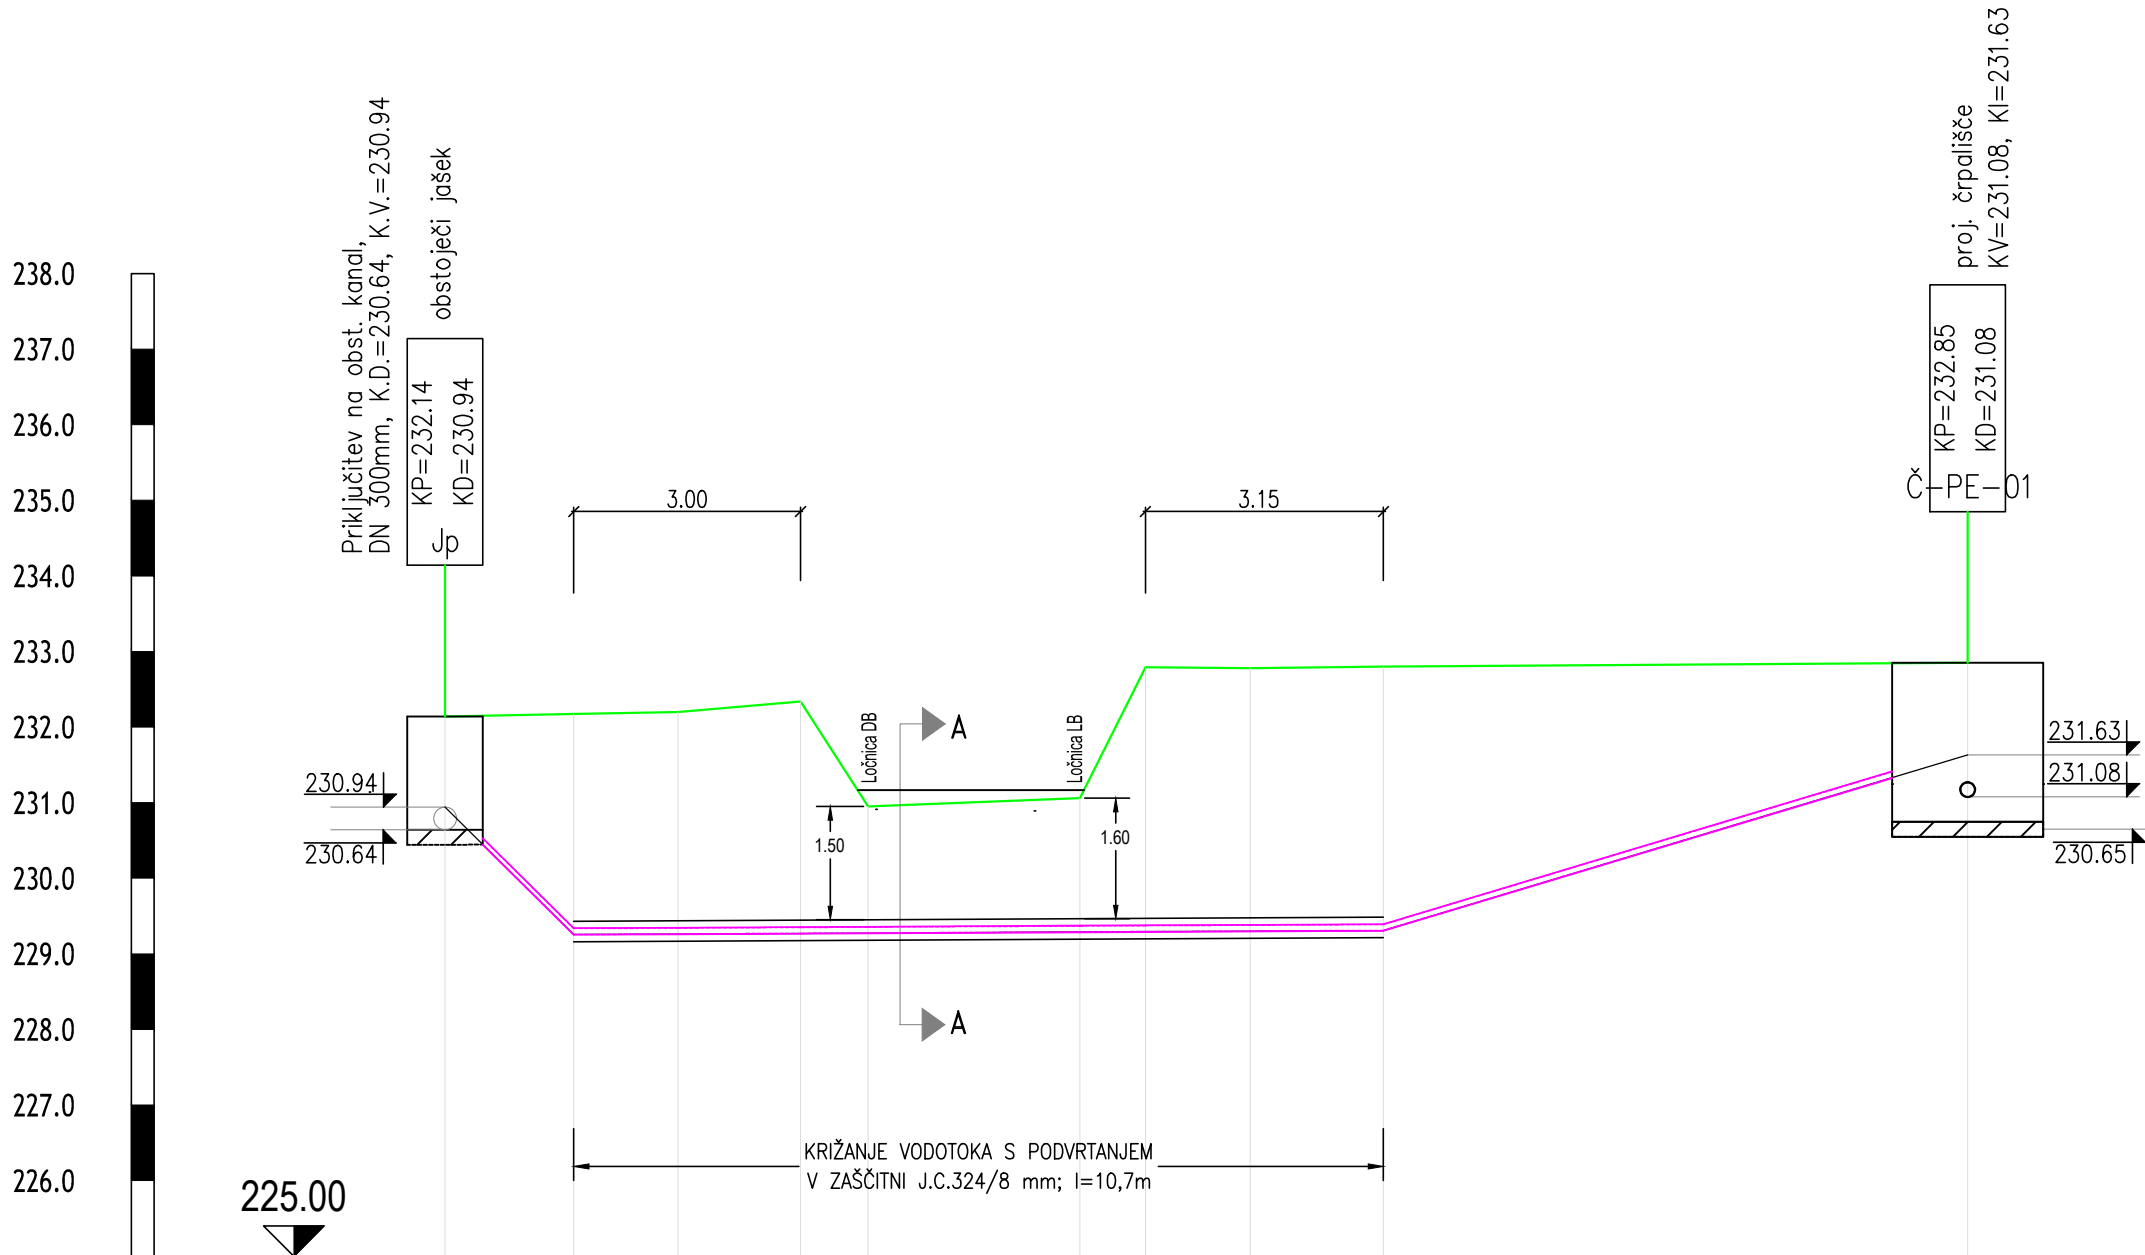 Priključitev na obst. kanal,
DN 300mm, K.D.=230.64, K.V.=230.94
obstoječi jašek
KP=232.14
KD=230.94
Jp
proj. črpališče
KV=231.08, KI=231.63
KP=232.85
KD=231.08
Č-PE-01
238.0
237.0
236.0
235.0
234.0
233.0
232.0
231.0
230.0
229.0
228.0
227.0
226.0
225.00
3.00
3.15
Ločnica DB
Ločnica LB
A
A
230.94
230.64
1.50
1.60
231.63
231.08
230.65
KRIŽANJE VODOTOKA S PODVRTANJEM
V ZAŠČITNI J.C.324/8 mm; l=10,7m